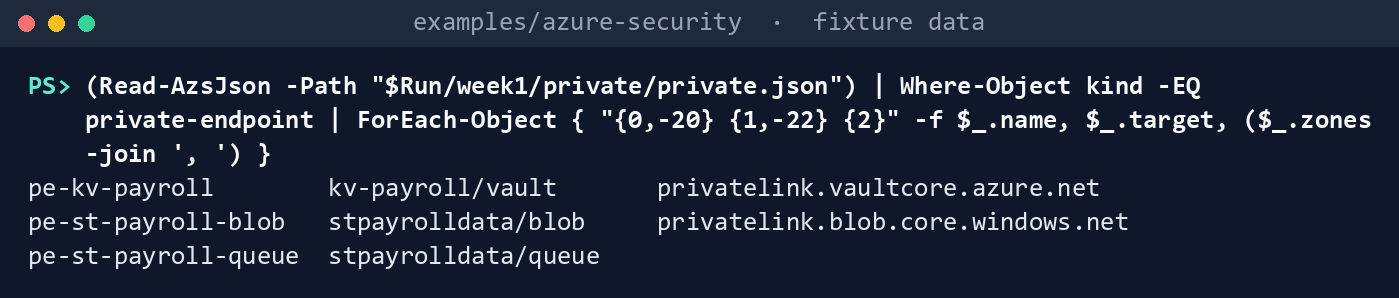 examples/azure-security · fixture data
PS> (Read-AzsJson -Path "$Run/week1/private/private.json") | Where-Object kind -EQ
private-endpoint | ForEach-Object { "{0,-20} {1,-22} {2}" -f $_.name, $_.target, ($_.zones
-join ', ') }
pe-kv-payroll        kv-payroll/vault       privatelink.vaultcore.azure.net
pe-st-payroll-blob   stpayrolldata/blob     privatelink.blob.core.windows.net
pe-st-payroll-queue  stpayrolldata/queue